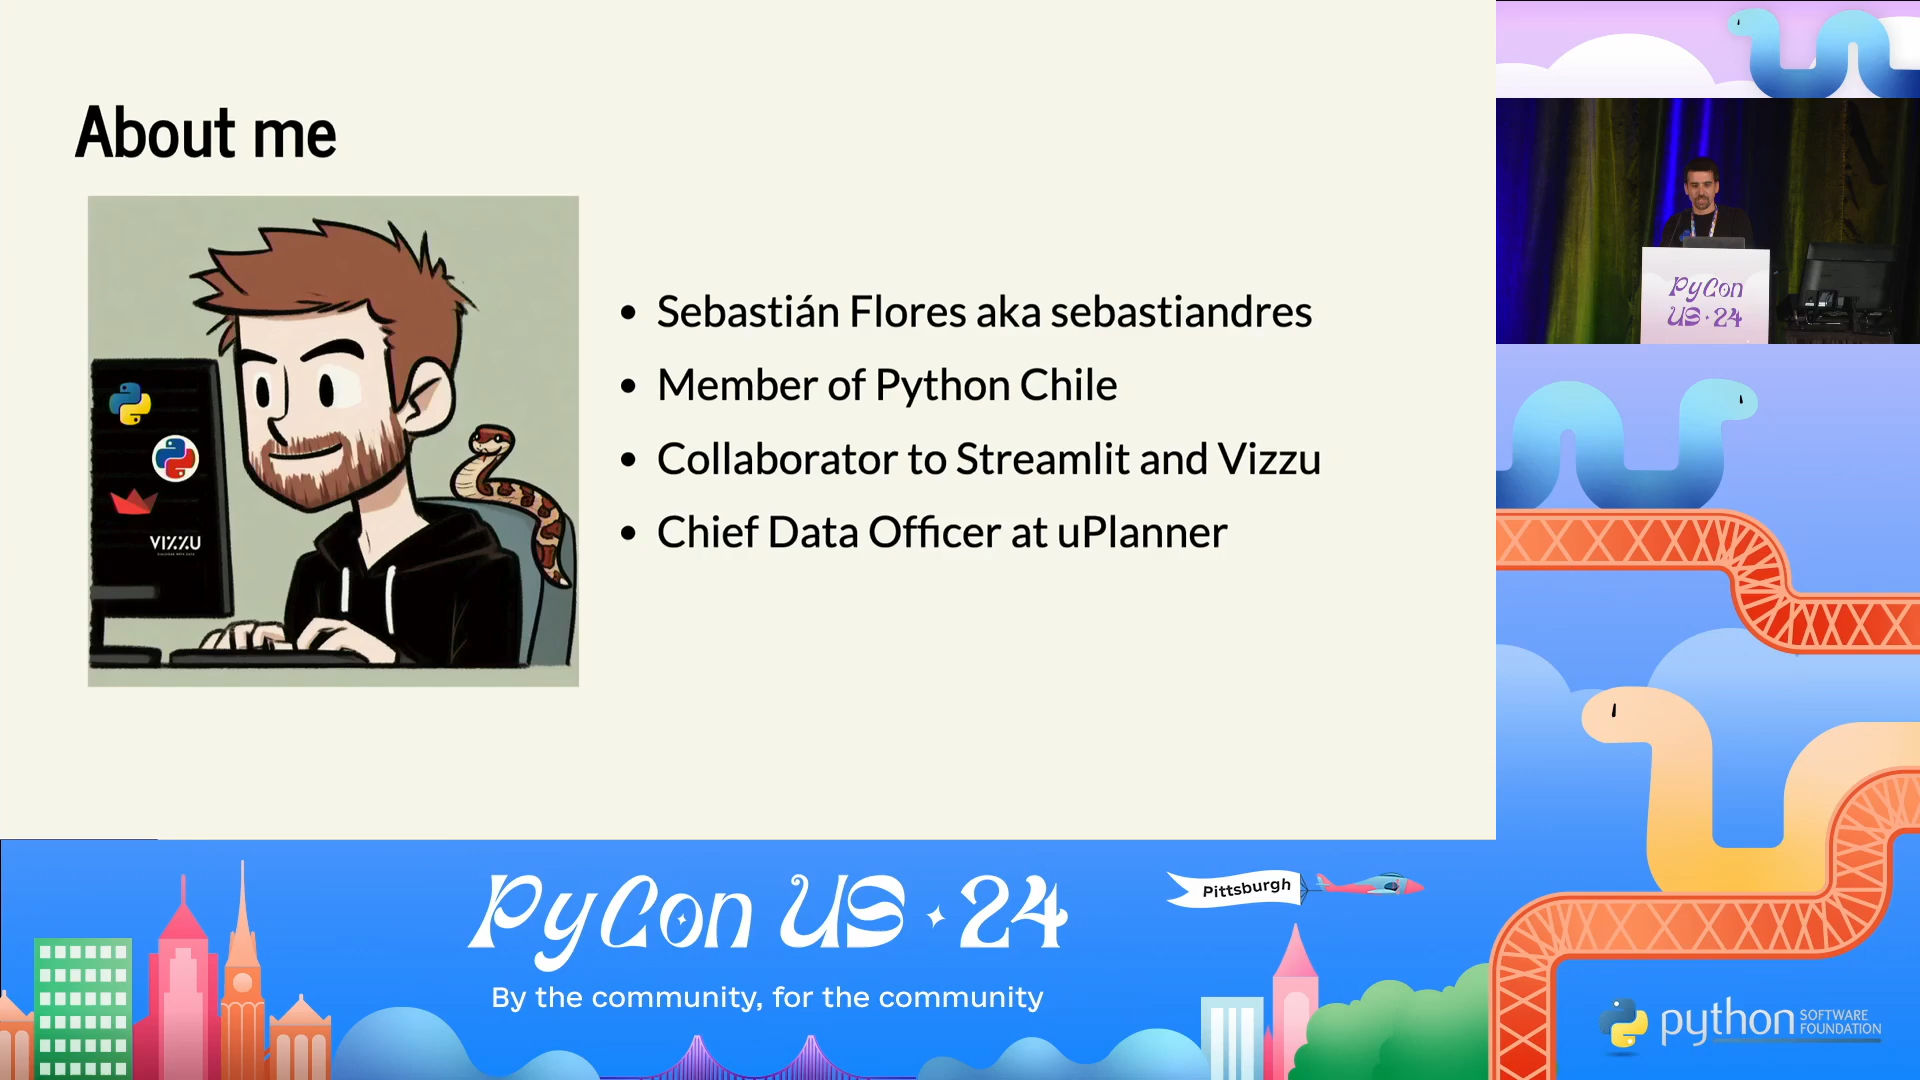 About me
VIZZU
• Sebastián Flores aka sebastiandres
• Member of Python Chile
• Collaborator to Streamlit and Vizzu
• Chief Data Officer at uPlanner
PyCon
US·24
PyCon US·24
Pittsburgh
By the community, for the community
python SOFTWARE
FOUNDATION